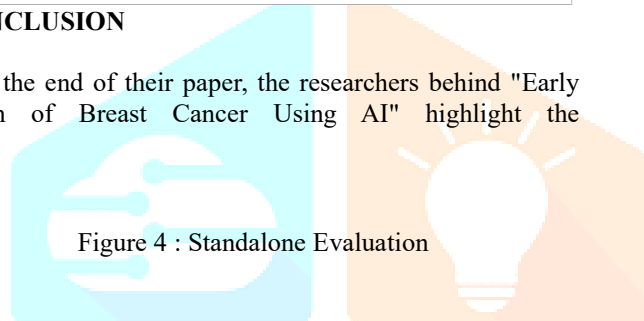 NCLUSION
the end of their paper, the researchers behind "Early
of Breast Cancer Using AI" highlight the
Figure 4 : Standalone Evaluation